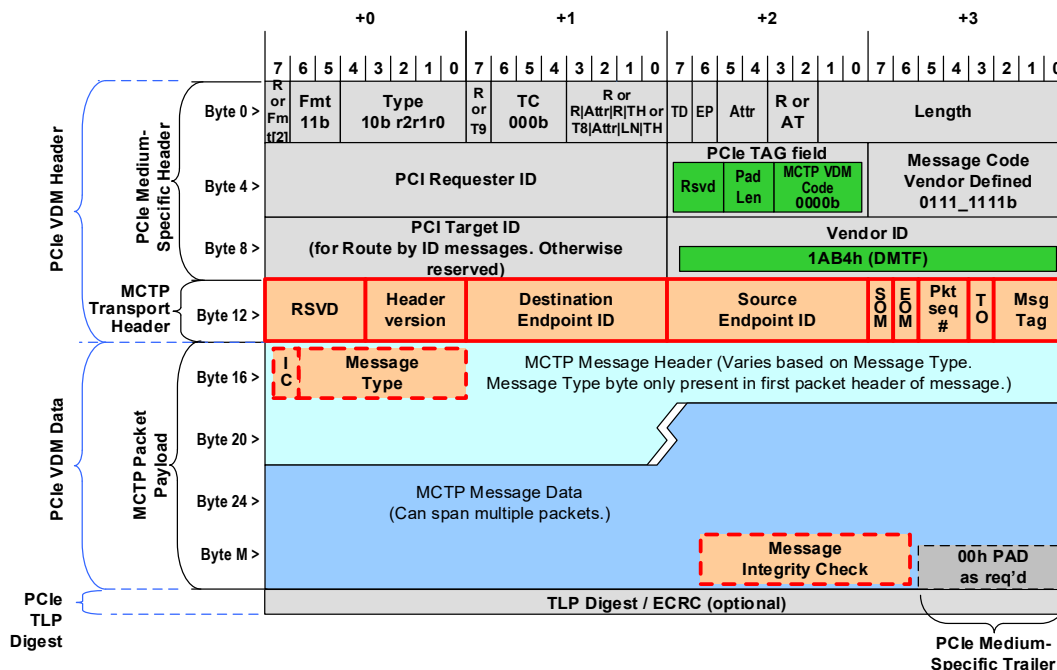 +0 +1 +2 +3
7 6 5 4 3 2 1 0 7 6 5 4 3 2 1 0 7 6 5 4 3 2 1 0 7 6 5 4 3 2 1 0
PCIe VDM Header
PCIe Medium-
Specific Header
Byte 0 >
R
or
Fm
t[2]
Fmt
11b
Type
10b r2r1r0
R
or
T9
TC
000b
R or
R|Attr|R|TH or
T8|Attr|LN|TH
TD
EP
Attr
R or
AT
Length
Byte 4 >
PCI Requester ID
PCIe TAG field
Rsvd
Pad
Len
MCTP VDM
Code
0000b
Message Code
Vendor Defined
0111_1111b
Byte 8 >
PCI Target ID
(for Route by ID messages. Otherwise
reserved)
Vendor ID
1AB4h (DMTF)
MCTP
Transport
Header
Byte 12 >
RSVD
Header
version
Destination
Endpoint ID
Source
Endpoint ID
S
O
M
E
O
M
Pkt
seq
#
T
O
Msg
Tag
PCIe VDM Data
MCTP Packet
Payload
Byte 16 >
I
C
Message
Type
MCTP Message Header (Varies based on Message Type.
Message Type byte only present in first packet header of message.)
Byte 20 >
Byte 24 >
MCTP Message Data
(Can span multiple packets.)
Byte M >
Message
Integrity Check
00h PAD
as req'd
PCIe
TLP
Digest
TLP Digest / ECRC (optional)
PCIe Medium-
Specific Trailer